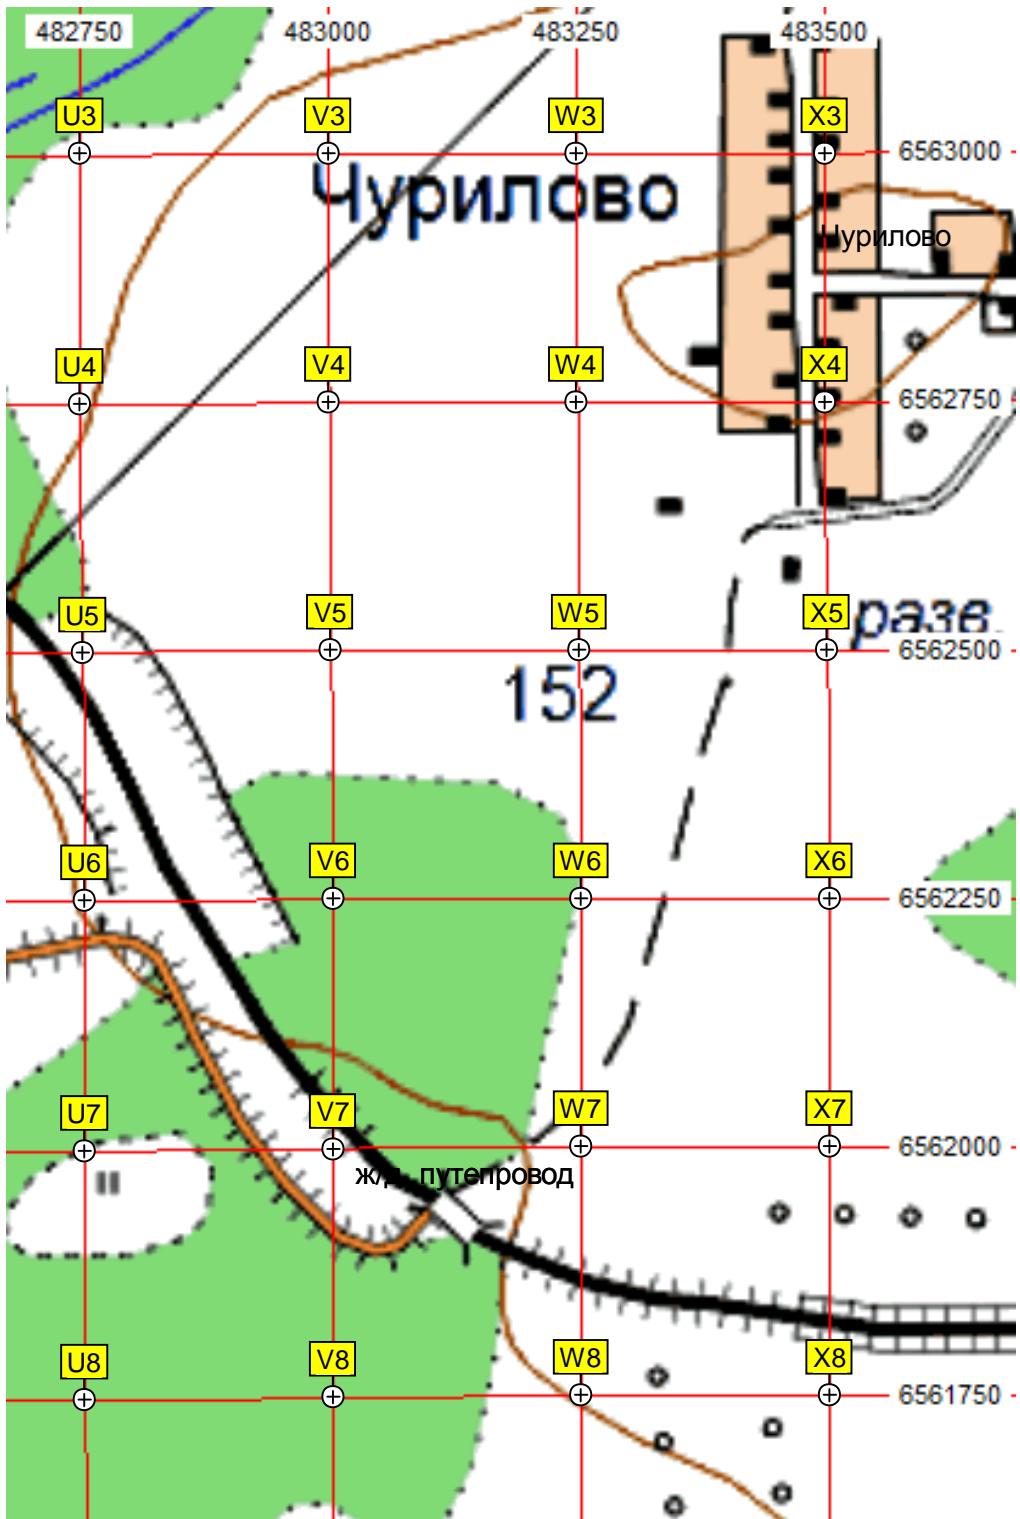 482750 483000 483250 483500
U3 V3 W3 X3
6563000
Чурилово
Чурилово
U4 V4 W4 X4
6562750
U5 V5 W5 X5
разв.
6562500
152
U6 V6 W6 X6
6562250
U7 V7 W7 X7
6562000
ж/д. путепровод
U8 V8 W8 X8
6561750